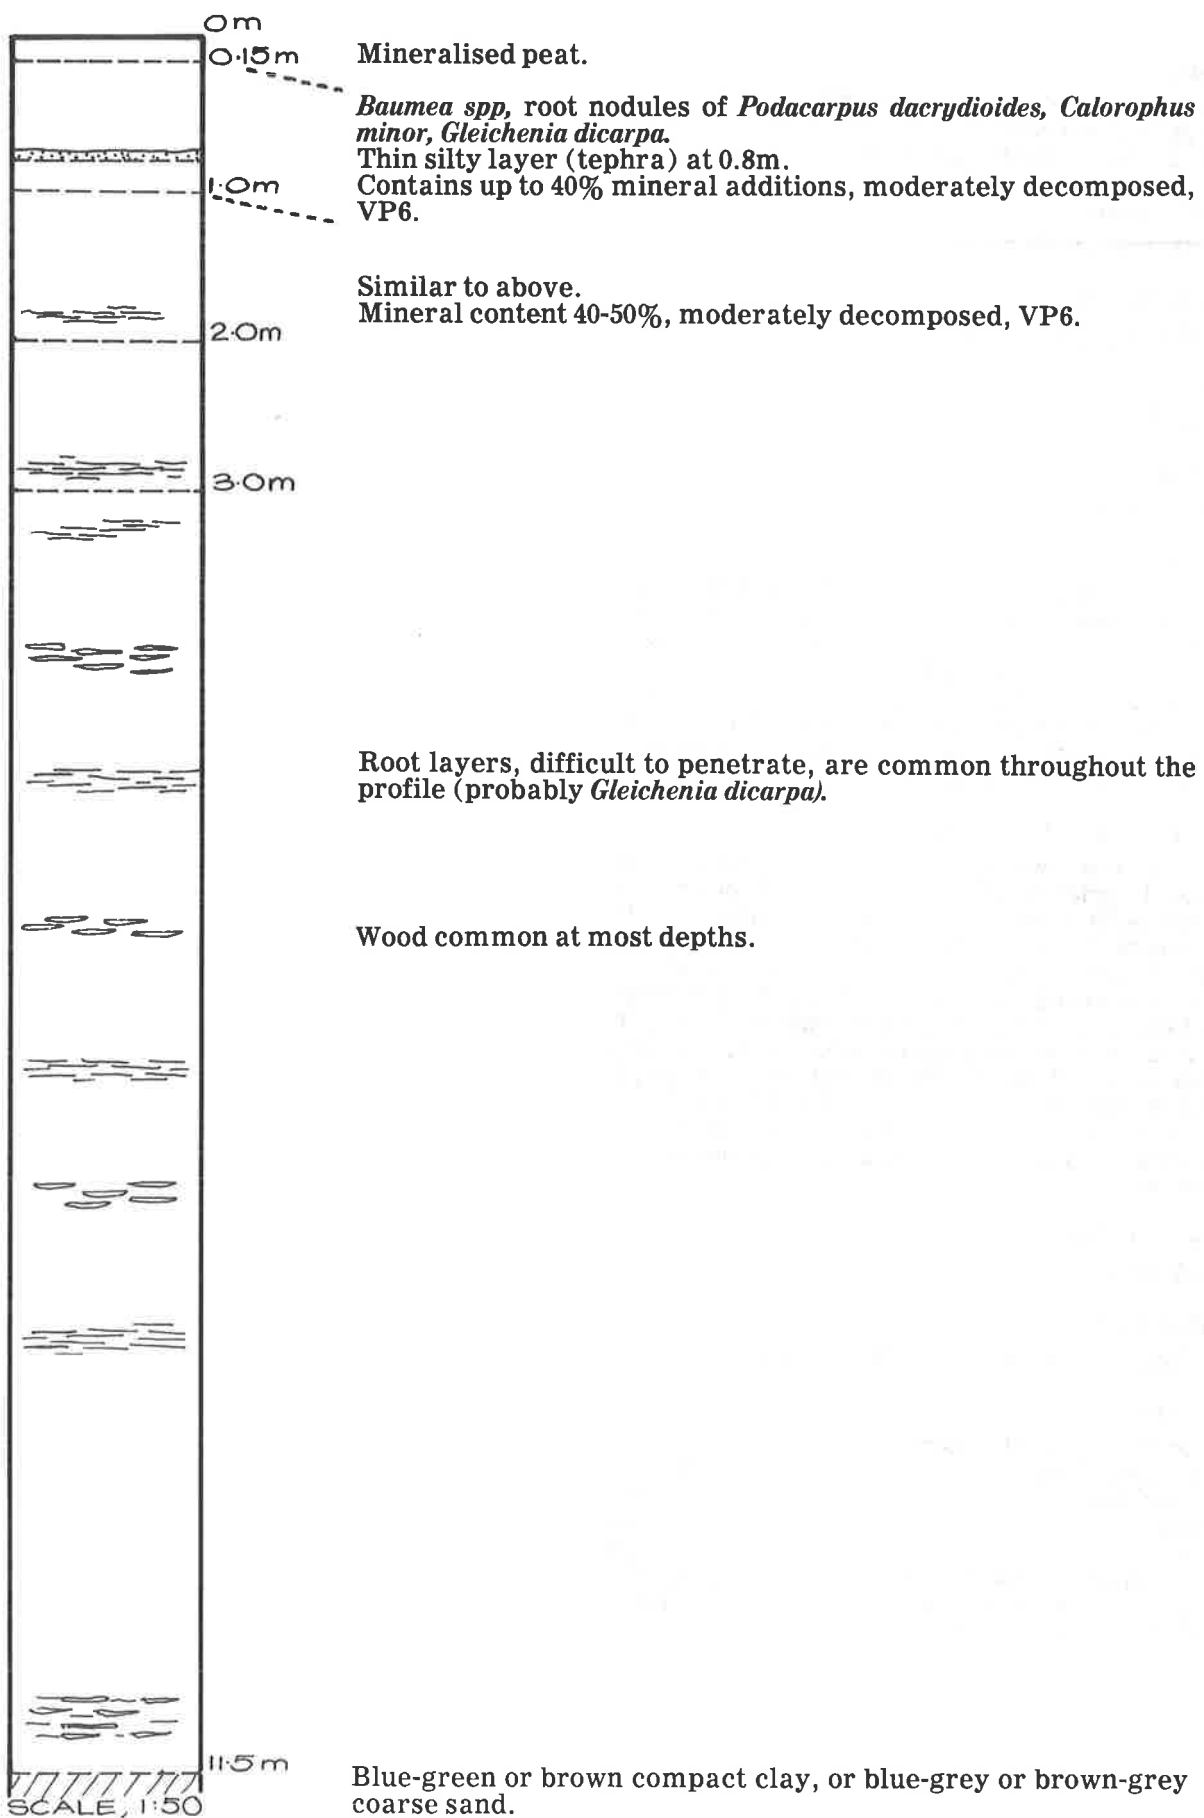 0m
0·15m
Mineralised peat.
Baumea spp, root nodules of Podacarpus dacrydioides, Calorophus
minor, Gleichenia dicarpa.
Thin silty layer (tephra) at 0.8m.
1·0m
Contains up to 40% mineral additions, moderately decomposed,
VP6.
Similar to above.
Mineral content 40-50%, moderately decomposed, VP6.
2·0m
3·0m
Root layers, difficult to penetrate, are common throughout the
profile (probably Gleichenia dicarpa).
Wood common at most depths.
11·5m
Blue-green or brown compact clay, or blue-grey or brown-grey
coarse sand.
SCALE, 1:50